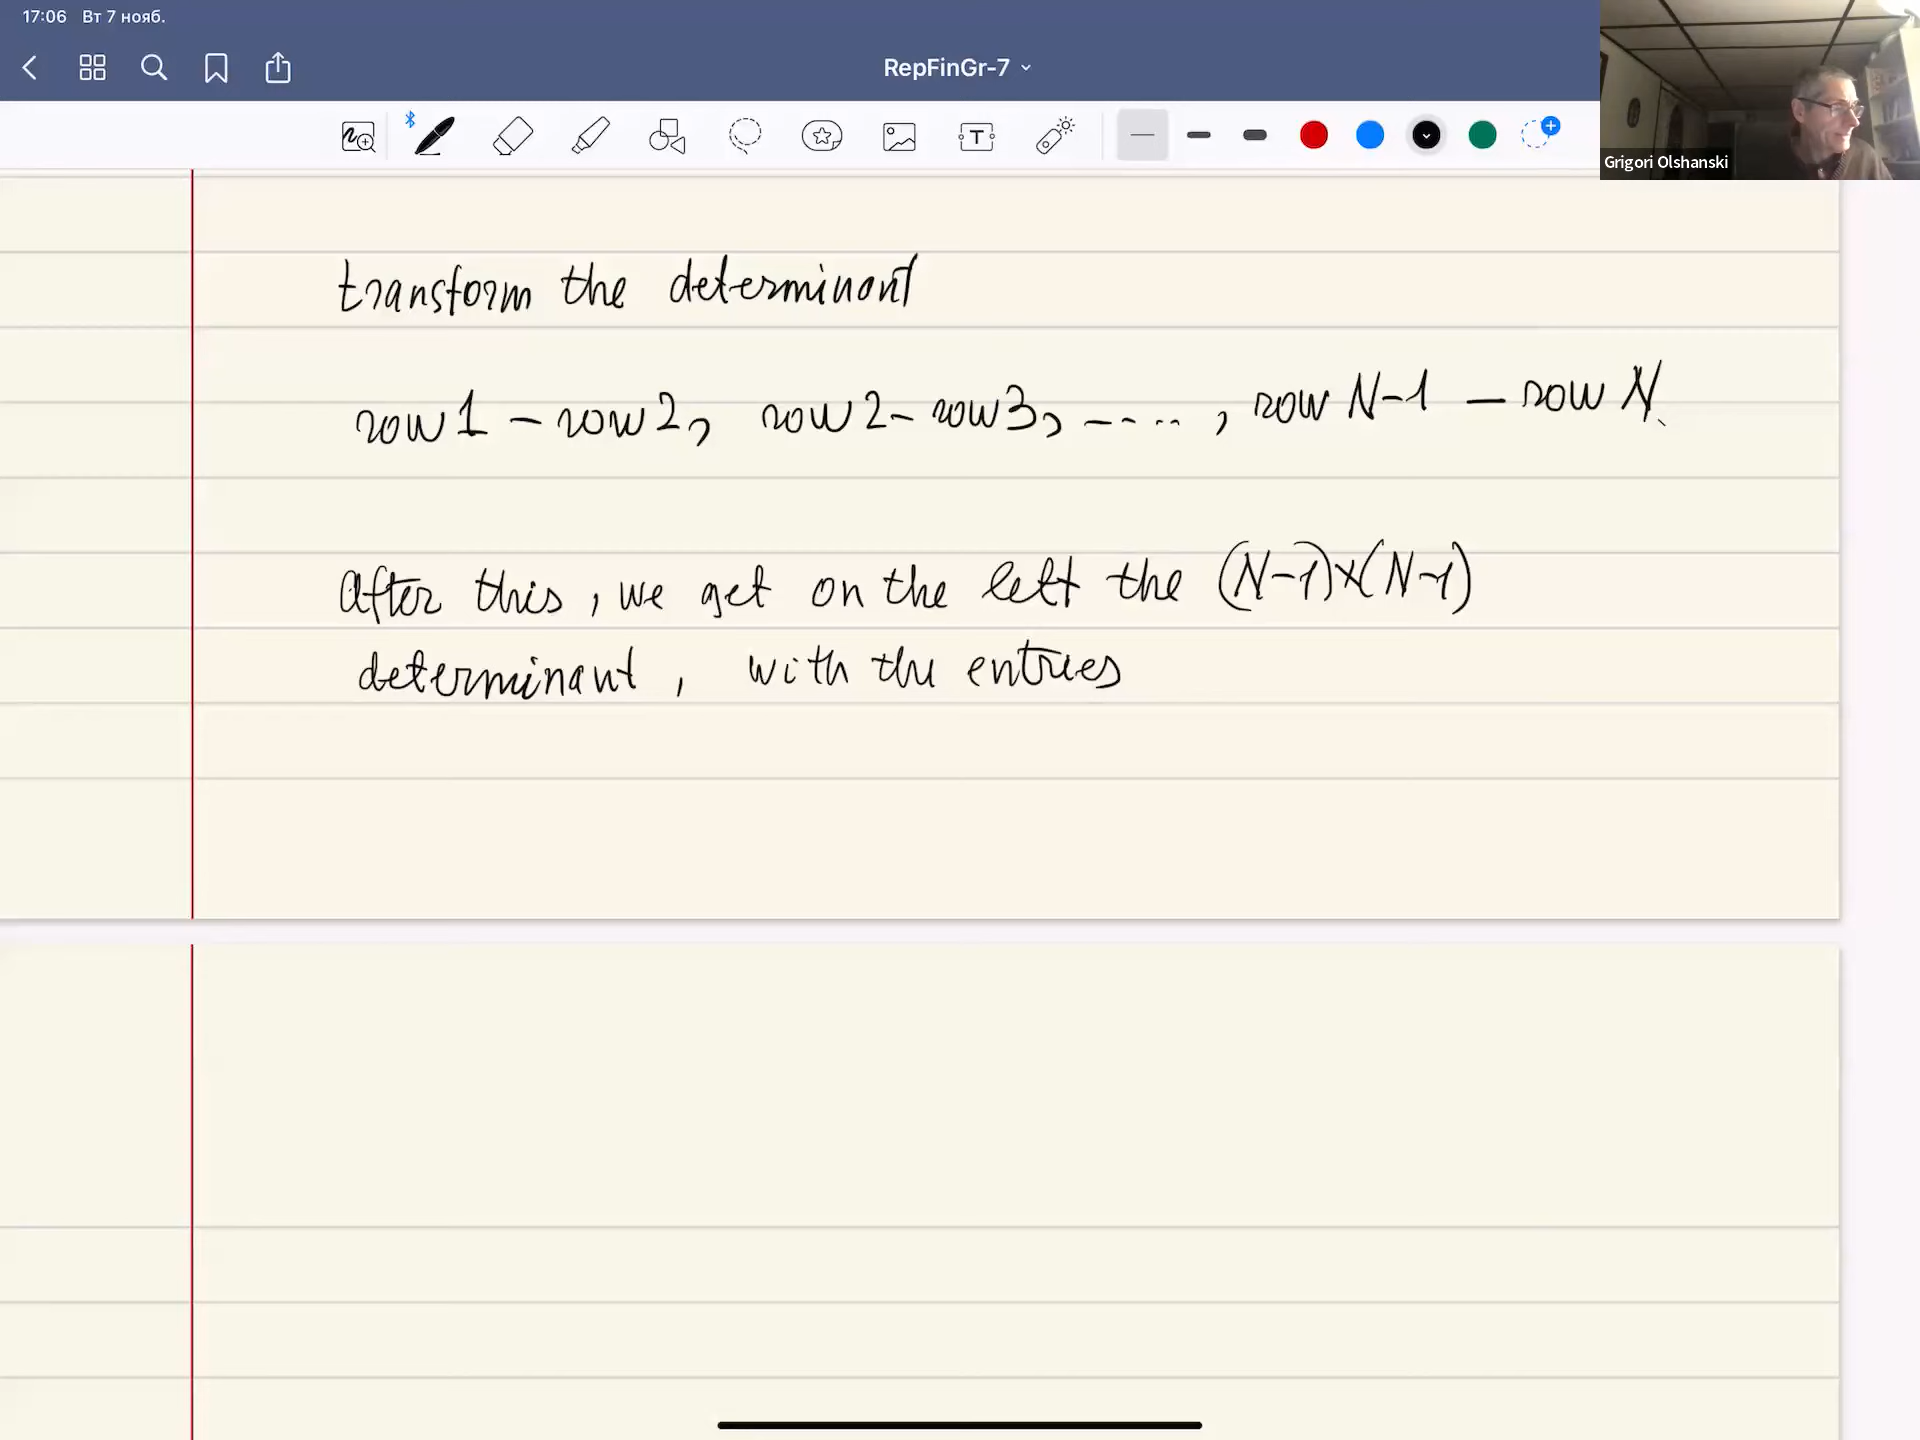 17:06 Вт 7 нояб.
RepFinGr-7
Grigori Olshanski
transform the determinant
row 1 – row 2, row 2 – row 3, ----- , row N-1 – row N.
After this, we get on the left the (N-1)×(N-1)
determinant, with the entries